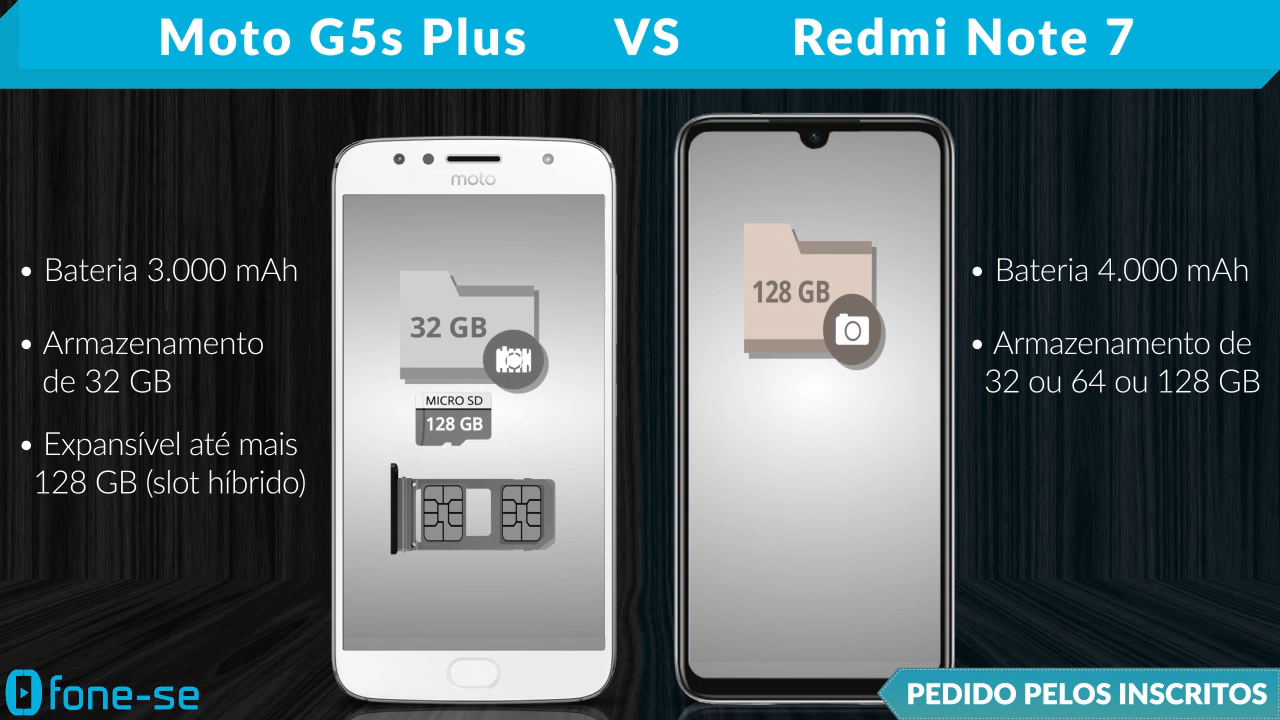 Moto G5s Plus VS Redmi Note 7
moto
• Bateria 3.000 mAh
• Armazenamento
de 32 GB
• Expansível até mais
128 GB (slot híbrido)
32 GB
MICRO SD
128 GB
128 GB
• Bateria 4.000 mAh
• Armazenamento de
32 ou 64 ou 128 GB
fone-se
PEDIDO PELOS INSCRITOS